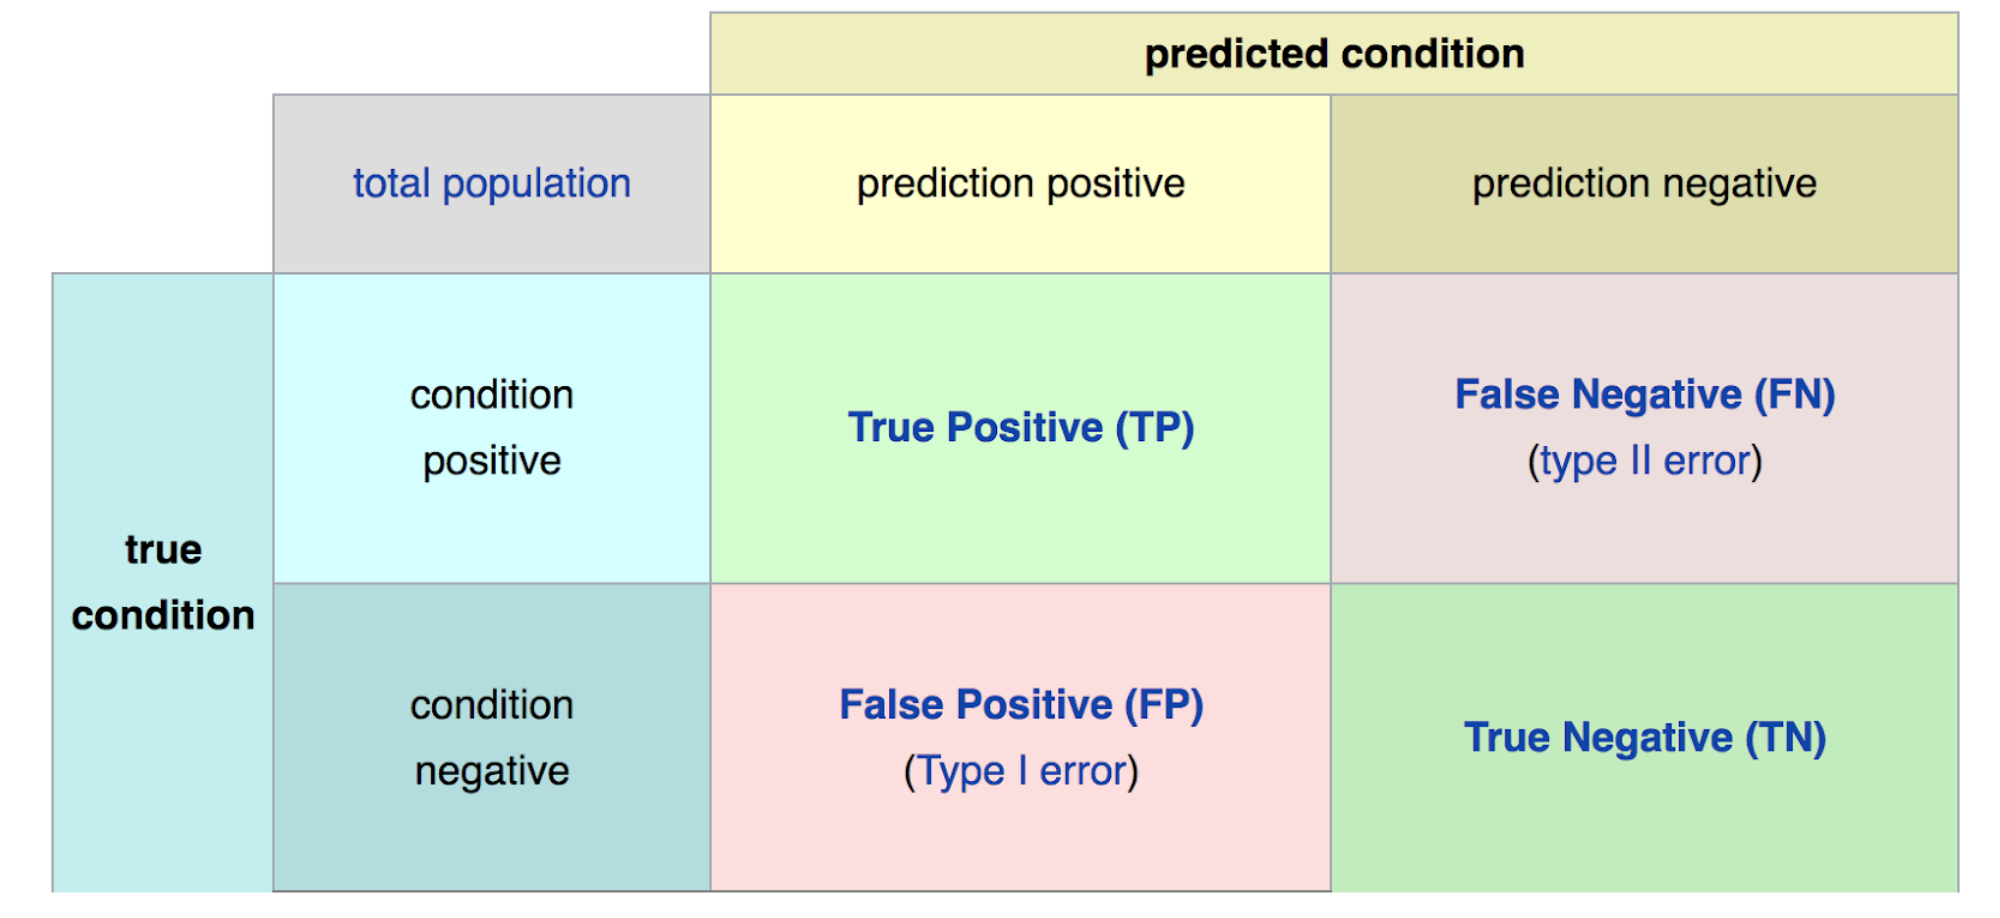 predicted condition
total population
prediction positive
prediction negative
true
condition
condition
positive
True Positive (TP)
False Negative (FN)
(type II error)
condition
negative
False Positive (FP)
(Type I error)
True Negative (TN)